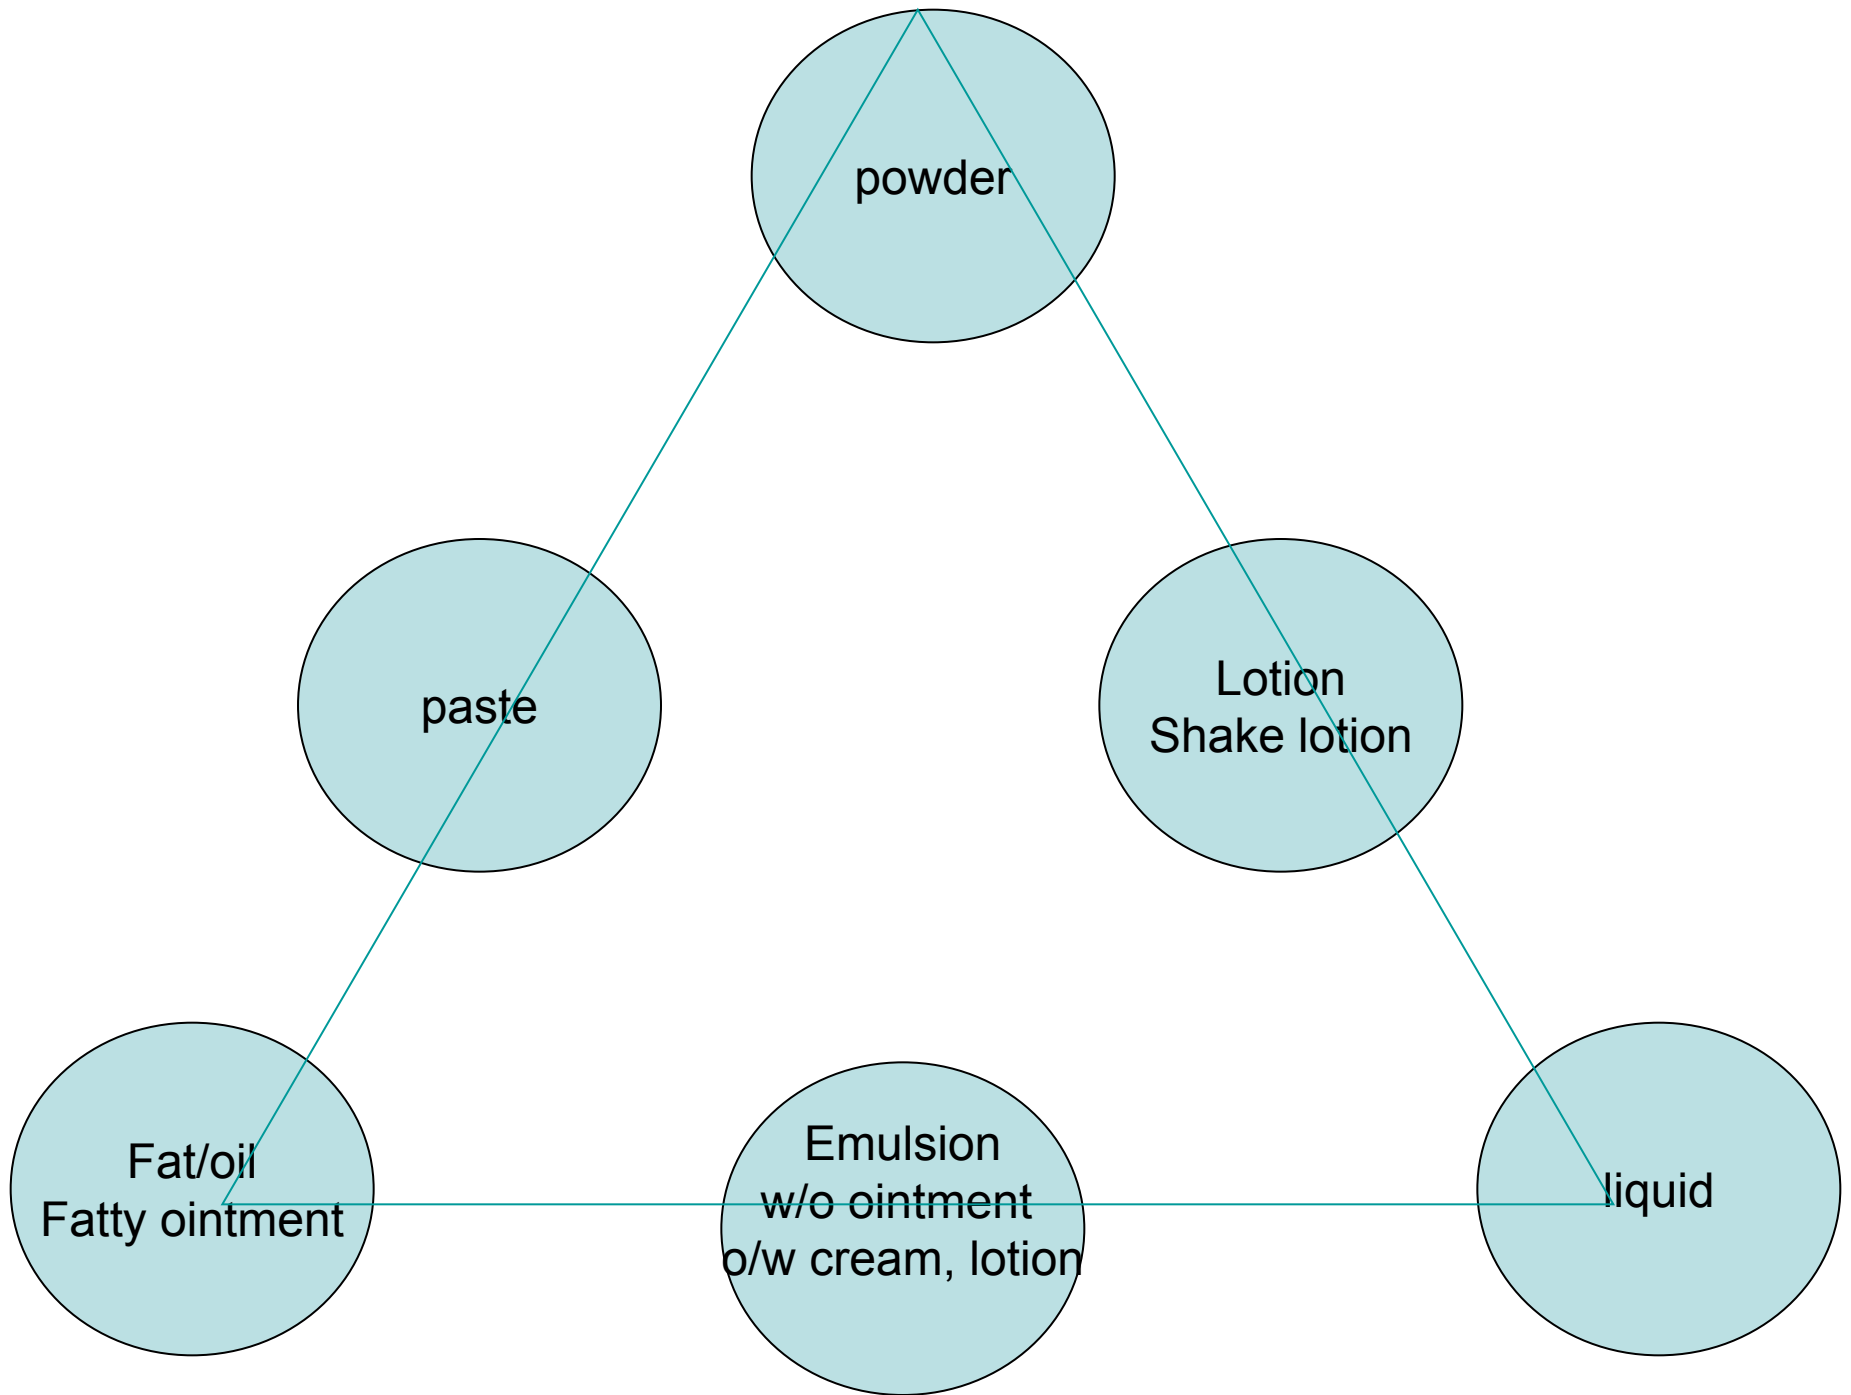 powder
paste
Lotion
Shake lotion
Fat/oil
Fatty ointment
Emulsion
w/o ointment
o/w cream, lotion
liquid